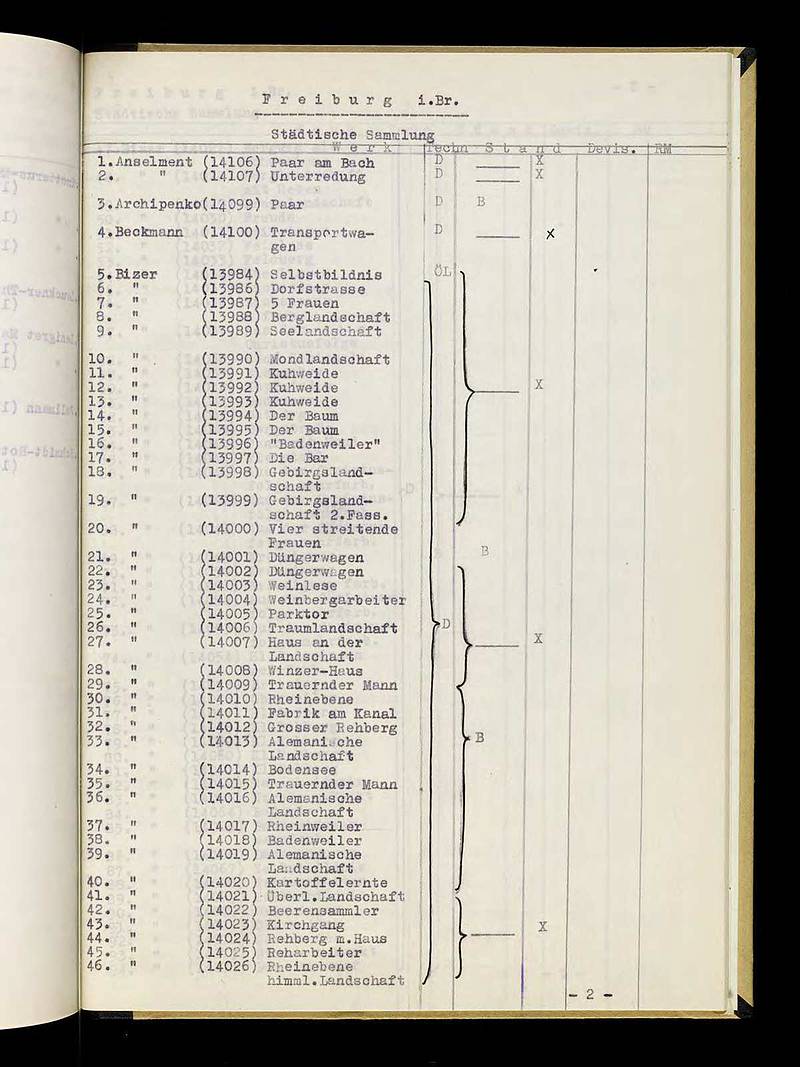 F r e i b u r g i.Br.
Städtische Sammlung
W e r k Techn S t a n d Devis. RM
1.Anselment (14106) Paar am Bach D X
2. " (14107) Unterredung D X
3.Archipenko(14099) Paar D B
4.Beckmann (14100) Transportwa- D X
gen
5.Bizer (13984) Selbstbildnis ÖL
6. " (13986) Dorfstrasse
7. " (13987) 5 Frauen
8. " (13988) Berglandschaft
9. " (13989) Seelandschaft
10. " (13990) Mondlandschaft
11. " (13991) Kuhweide
12. " (13992) Kuhweide X
13. " (13993) Kuhweide
14. " (13994) Der Baum
15. " (13995) Der Baum
16. " (13996) "Badenweiler"
17. " (13997) Die Bar
18. " (13998) Gebirgsland-
schaft
19. " (13999) Gebirgsland-
schaft 2.Fass.
20. " (14000) Vier streitende
Frauen
B
21. " (14001) Düngerwagen
22. " (14002) Düngerwagen
23. " (14003) Weinlese
24. " (14004) Weinbergarbeiter
25. " (14005) Parktor
26. " (14006) Traumlandschaft D
27. " (14007) Haus an der X
Landschaft
28. " (14008) Winzer-Haus
29. " (14009) Trauernder Mann
30. " (14010) Rheinebene
31. " (14011) Fabrik am Kanal
32. " (14012) Grosser Rehberg
33. " (14013) Alemanische B
Landschaft
34. " (14014) Bodensee
35. " (14015) Trauernder Mann
36. " (14016) Alemanische
Landschaft
37. " (14017) Rheinweiler
38. " (14018) Badenweiler
39. " (14019) Alemanische
Landschaft
40. " (14020) Kartoffelernte
41. " (14021) Überl.Landschaft
42. " (14022) Beerensammler
43. " (14023) Kirchgang X
44. " (14024) Rehberg m.Haus
45. " (14025) Reharbeiter
46. " (14026) Rheinebene
himml.Landschaft
- 2 -